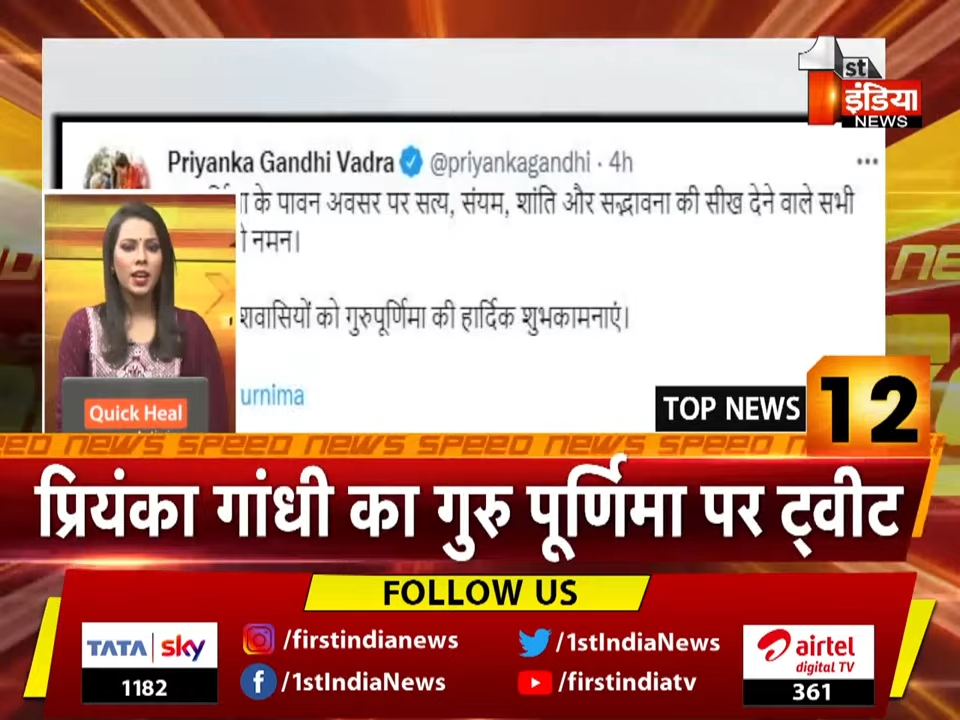 1st
इंडिया
NEWS
Priyanka Gandhi Vadra @priyankagandhi · 4h
के पावन अवसर पर सत्य, संयम, शांति और सद्भावना की सीख देने वाले सभी
नमन।
शवासियों को गुरुपूर्णिमा की हार्दिक शुभकामनाएं।
urnima
Quick Heal
TOP NEWS 12
SPEED NEWS SPEED NEWS SPEED NEWS SPEED NEWS
प्रियंका गांधी का गुरु पूर्णिमा पर ट्वीट
FOLLOW US
TATA sky
1182
/firstindianews
/1stIndiaNews
/1stIndiaNews
/firstindiatv
airtel
digital TV
361